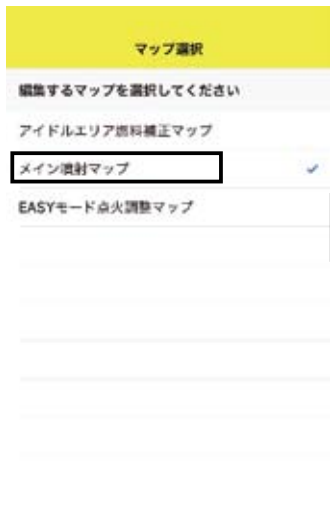 マップ選択
編集するマップを選択してください
アイドルエリア燃料補正マップ
メイン噴射マップ
EASYモード点火調整マップ